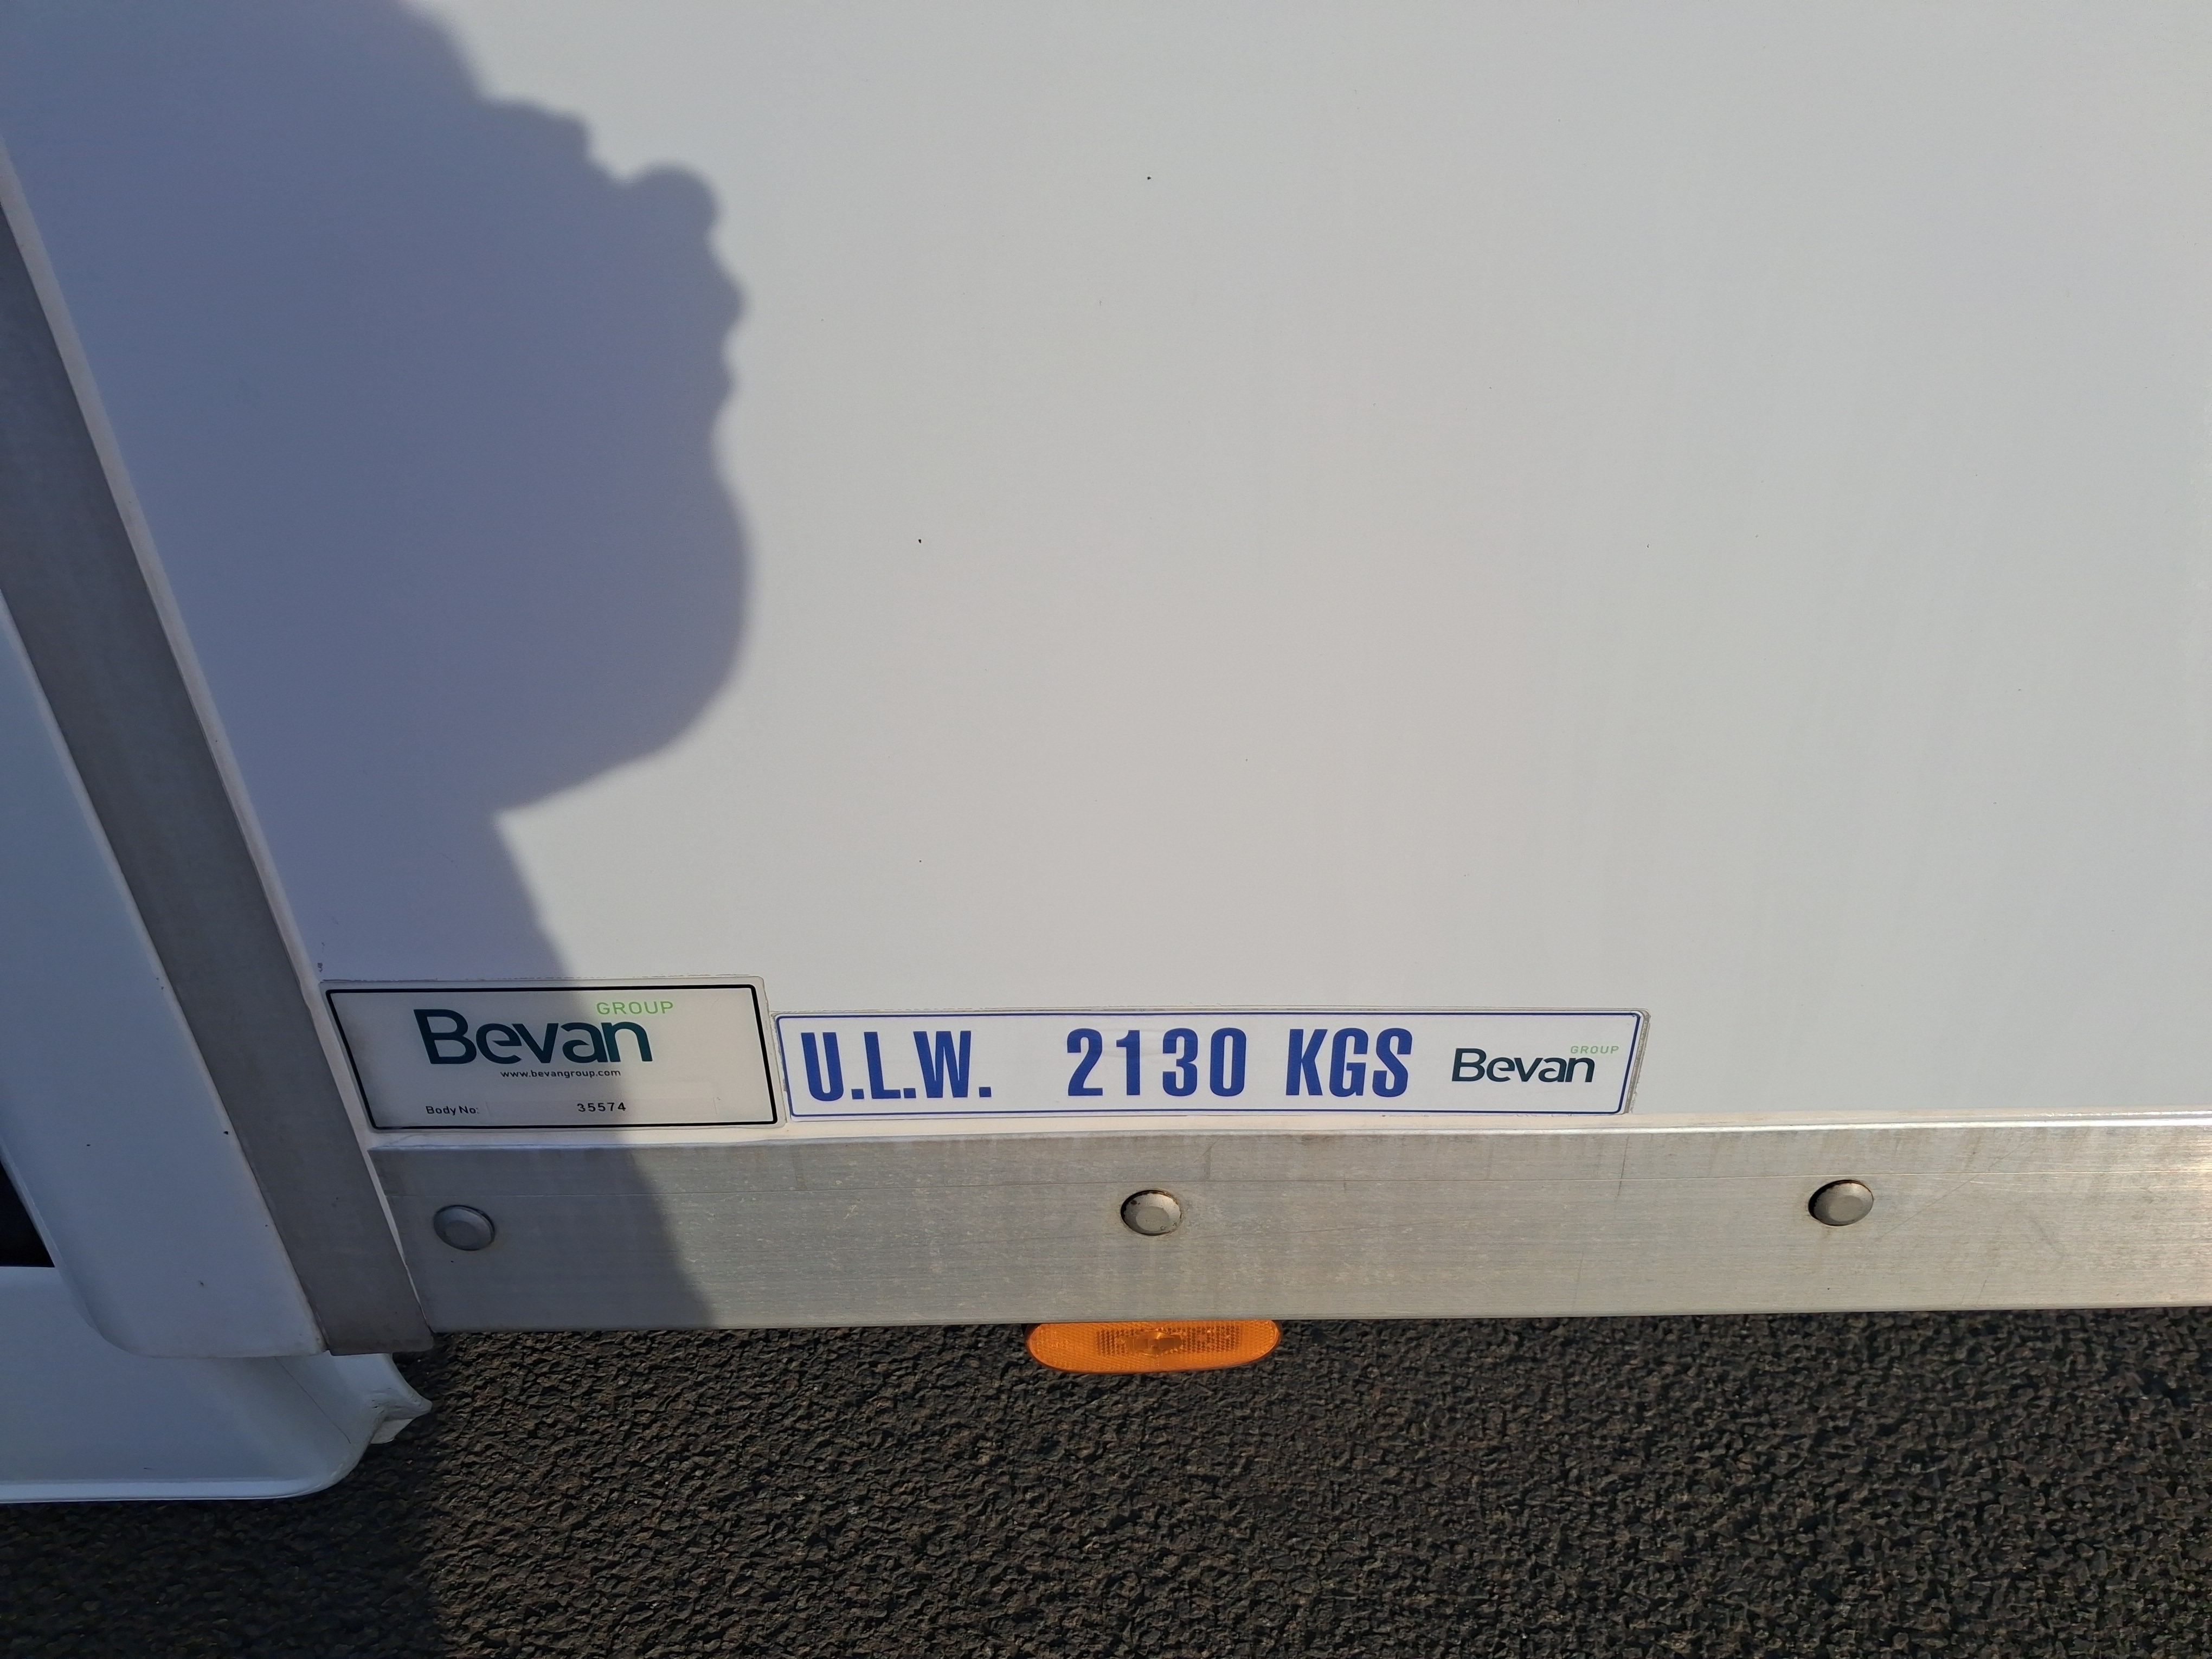 Bevan GROUP
www.bevangroup.com
Body No: 35574
U.L.W. 2130 KGS Bevan GROUP